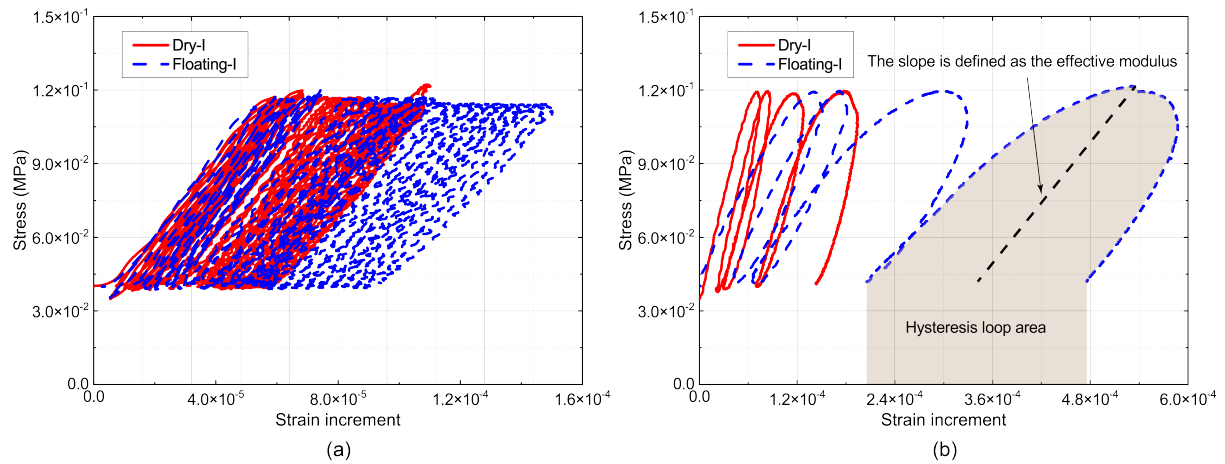 1.5×10⁻¹
1.2×10⁻¹
9.0×10⁻²
6.0×10⁻²
3.0×10⁻²
0.0
Stress (MPa)
Dry-I
Floating-I
0.0 4.0×10⁻⁵ 8.0×10⁻⁵ 1.2×10⁻⁴ 1.6×10⁻⁴
Strain increment
(a)
1.5×10⁻¹
1.2×10⁻¹
9.0×10⁻²
6.0×10⁻²
3.0×10⁻²
0.0
Stress (MPa)
Dry-I
Floating-I
The slope is defined as the effective modulus
Hysteresis loop area
0.0 1.2×10⁻⁴ 2.4×10⁻⁴ 3.6×10⁻⁴ 4.8×10⁻⁴ 6.0×10⁻⁴
Strain increment
(b)